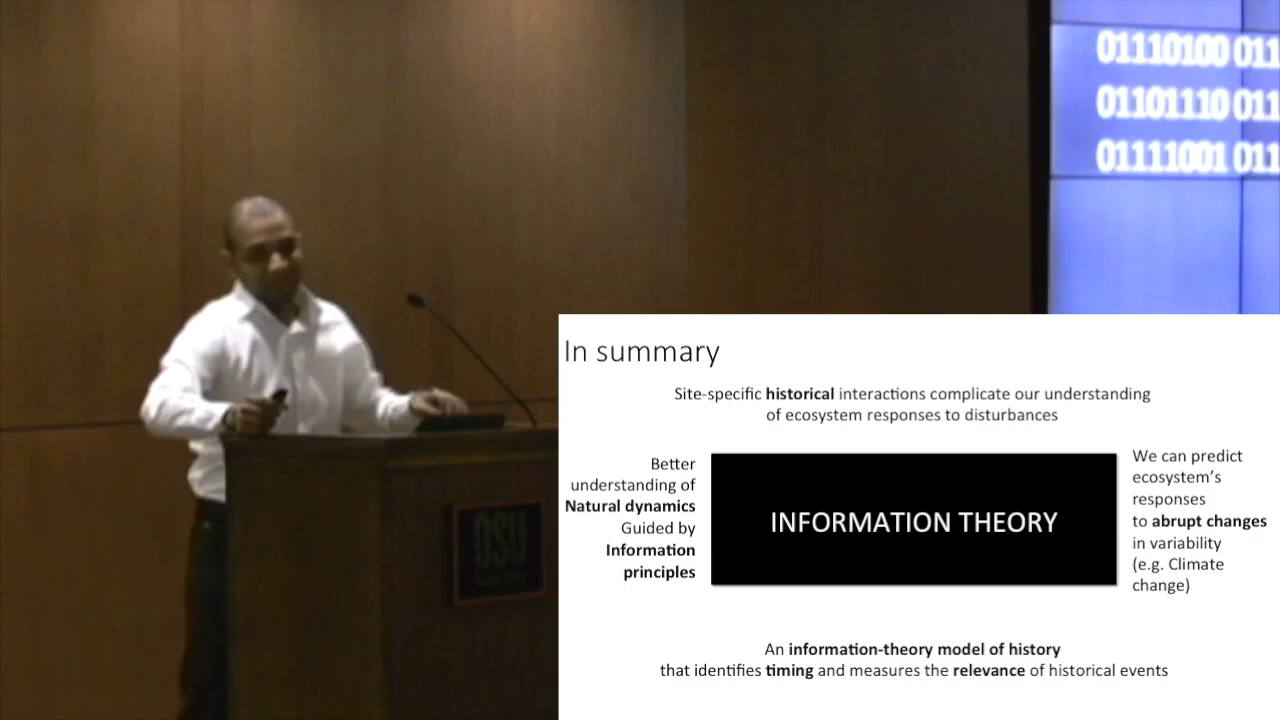 01110100 011
01101110 011
01111001 011
OSU
In summary
Site-specific historical interactions complicate our understanding
of ecosystem responses to disturbances
Better
understanding of
Natural dynamics
Guided by
Information
principles
INFORMATION THEORY
We can predict
ecosystem's
responses
to abrupt changes
in variability
(e.g. Climate
change)
An information-theory model of history
that identifies timing and measures the relevance of historical events